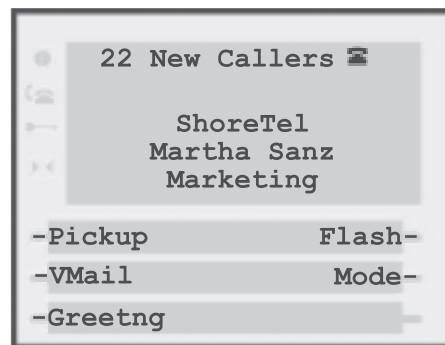 22 New Callers ☎
ShoreTel
Martha Sanz
Marketing
-Pickup Flash-
-VMail Mode-
-Greetng